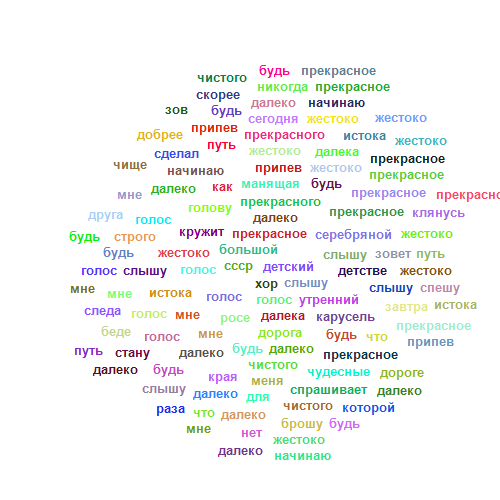 будь прекрасное
чистого
никогда прекрасное
скорее
далеко начинаю
зов будь
сегодня жестоко жестоко
припев
добрее прекрасного истока жестоко
путь
сделал жестоко далека
прекрасное
чище начинаю припев жестоко
прекрасное
далеко как манящая будь
мне прекрасное прекрасно
голову прекрасного
друга голос далеко прекрасное клянусь
будь строго кружит прекрасное серебряной жестоко
будь жестоко большой слышу зовет путь
голос слышу голос ссср детский детстве жестоко
мне мне истока голос хор слышу слышу спешу
голос утренний
следа голос мне росе далека карусель завтра истока
прекрасное
беде голос мне дорога будь что припев
путь стану далеко будь далеко прекрасное
чистого
далеко будь края меня чудесные дороге
слышу далеко для спрашивает далеко
раза что далеко чистого которой
мне нет брошу будь
жестоко
далеко начинаю